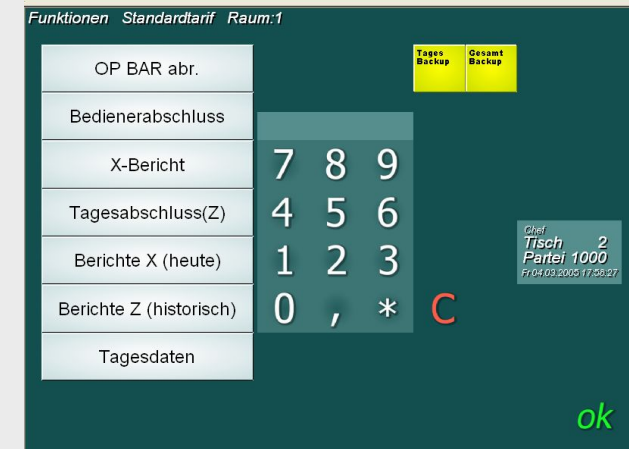 Funktionen Standardtarif Raum:1
OP BAR abr.
Bedienerabschluss
X-Bericht
Tagesabschluss(Z)
Berichte X (heute)
Berichte Z (historisch)
Tagesdaten
Tages
Backup
Gesamt
Backup
7 8 9
4 5 6
1 2 3
0 , * C
Chef
Tisch 2
Partei 1000
Fr 04.03.2005 17:56:27
ok